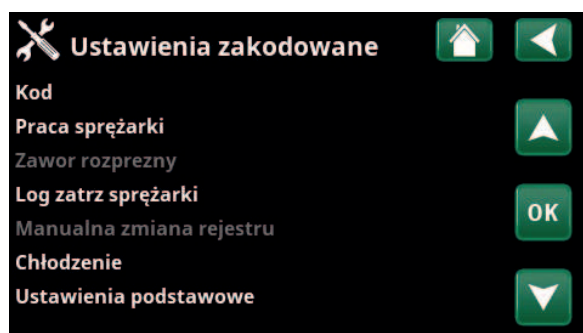 Ustawienia zakodowane
Kod
Praca sprężarki
Zawor rozprezny
Log zatrz sprężarki
OK
Manualna zmiana rejestru
Chłodzenie
Ustawienia podstawowe